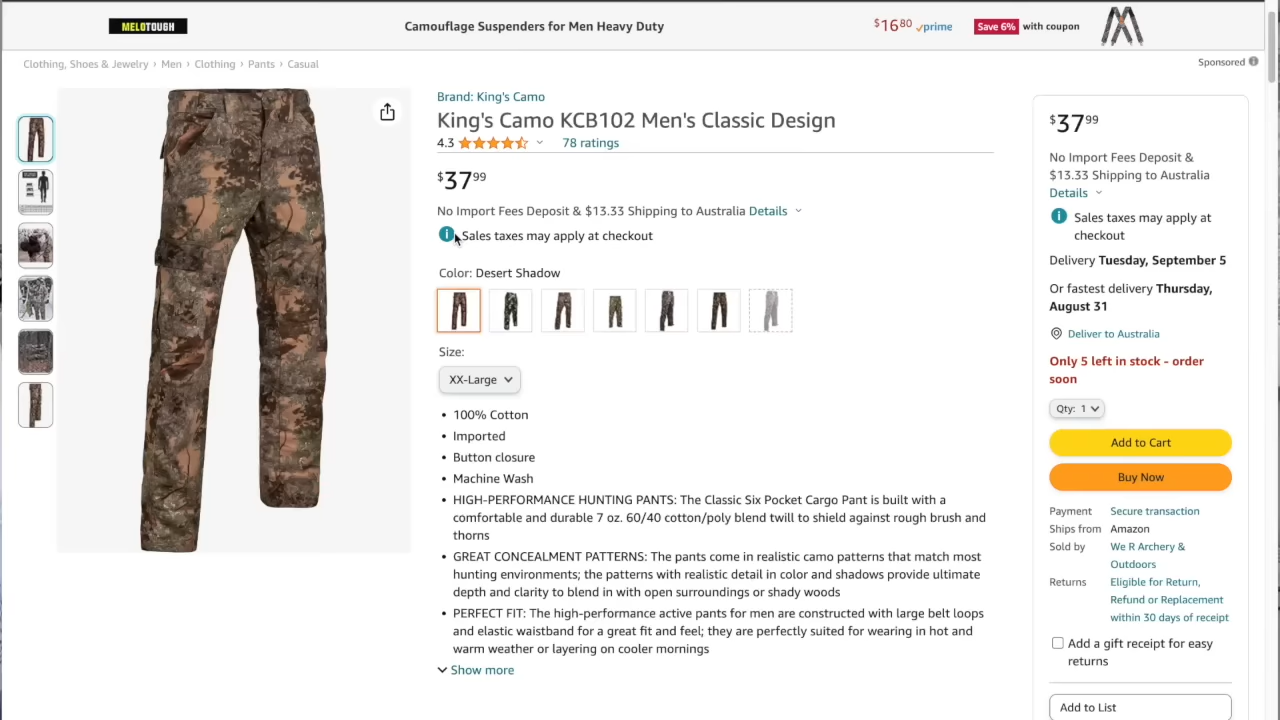 MELOTOUGH
Camouflage Suspenders for Men Heavy Duty
$16 80 prime
Save 6% with coupon
Sponsored
Clothing, Shoes & Jewelry › Men › Clothing › Pants › Casual
Brand: King's Camo
King's Camo KCB102 Men's Classic Design
4.3 78 ratings
$37 99
No Import Fees Deposit & $13.33 Shipping to Australia Details
Sales taxes may apply at checkout
Color: Desert Shadow
Size:
XX-Large
• 100% Cotton
• Imported
• Button closure
• Machine Wash
• HIGH-PERFORMANCE HUNTING PANTS: The Classic Six Pocket Cargo Pant is built with a
comfortable and durable 7 oz. 60/40 cotton/poly blend twill to shield against rough brush and
thorns
• GREAT CONCEALMENT PATTERNS: The pants come in realistic camo patterns that match most
hunting environments; the patterns with realistic detail in color and shadows provide ultimate
depth and clarity to blend in with open surroundings or shady woods
• PERFECT FIT: The high-performance active pants for men are constructed with large belt loops
and elastic waistband for a great fit and feel; they are perfectly suited for wearing in hot and
warm weather or layering on cooler mornings
Show more
$37 99
No Import Fees Deposit &
$13.33 Shipping to Australia
Details
Sales taxes may apply at
checkout
Delivery Tuesday, September 5
Or fastest delivery Thursday,
August 31
Deliver to Australia
Only 5 left in stock - order
soon
Qty: 1
Add to Cart
Buy Now
Payment Secure transaction
Ships from Amazon
Sold by We R Archery &
Outdoors
Returns Eligible for Return,
Refund or Replacement
within 30 days of receipt
Add a gift receipt for easy
returns
Add to List